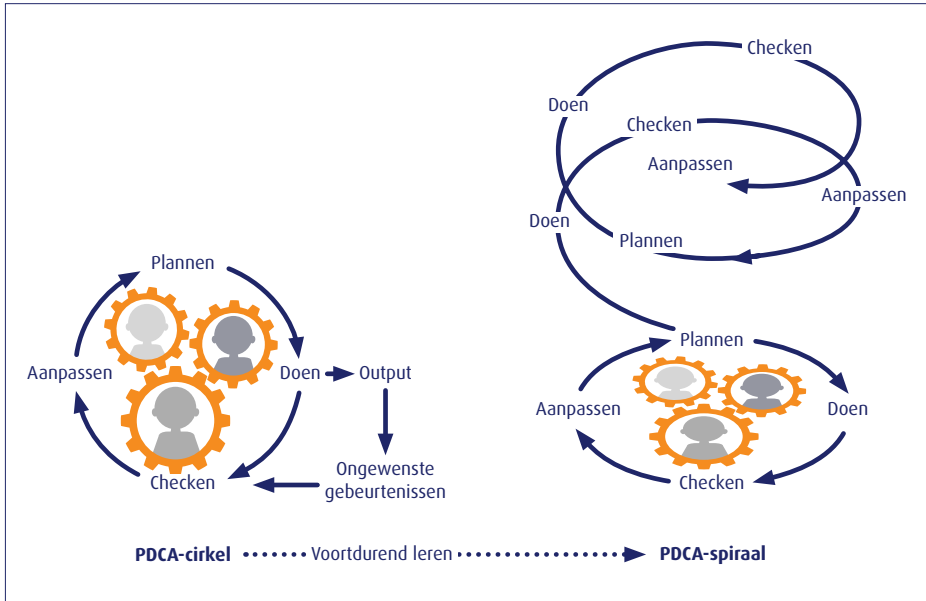 Plannen
Aanpassen
Doen
Output
Checken
Ongewenste
gebeurtenissen
Checken
Doen
Checken
Aanpassen
Aanpassen
Doen
Plannen
Plannen
Aanpassen
Doen
Checken
PDCA-cirkel
Voortdurend leren
PDCA-spiraal